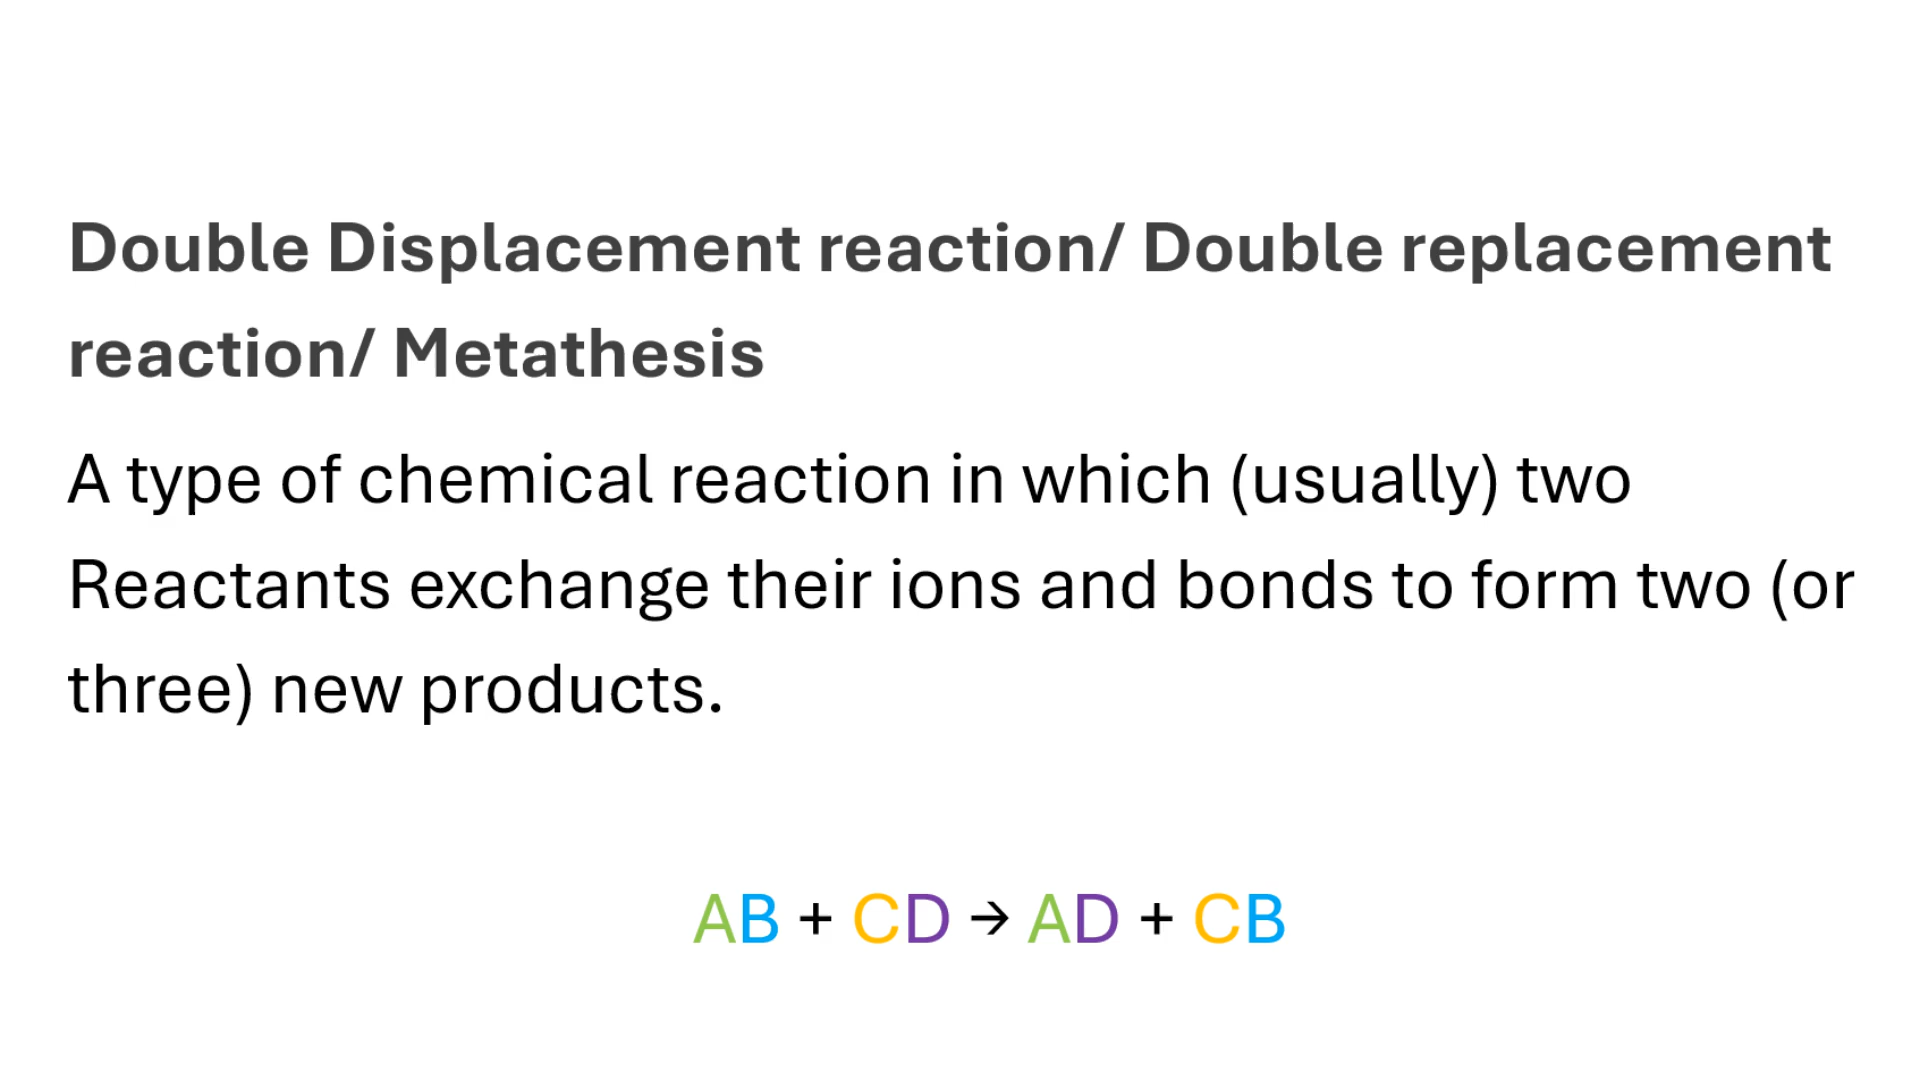 Double Displacement reaction/ Double replacement
reaction/ Metathesis
A type of chemical reaction in which (usually) two
Reactants exchange their ions and bonds to form two (or
three) new products.
AB + CD → AD + CB